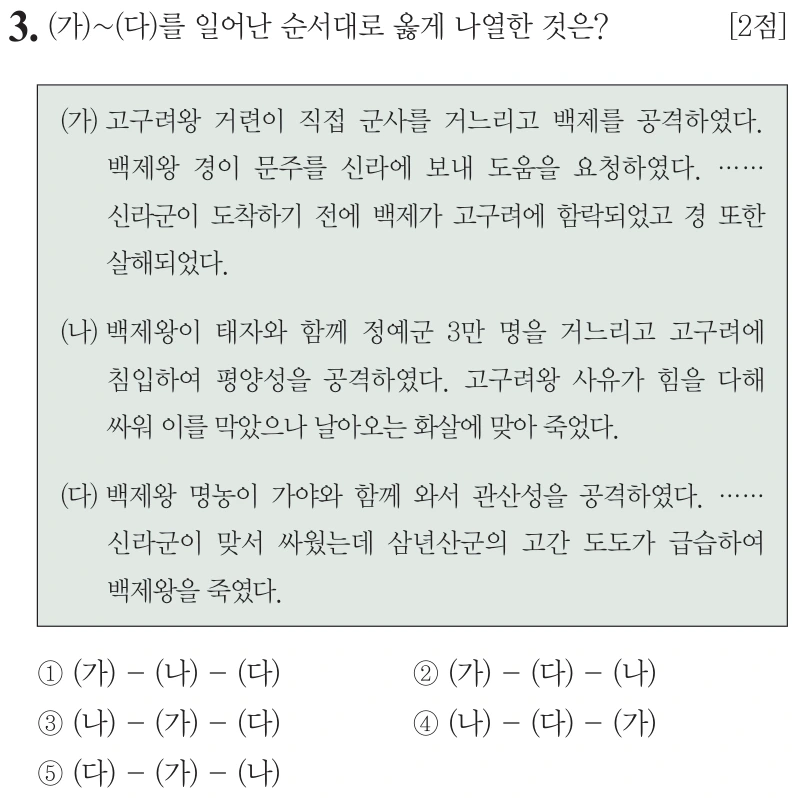 3. (가)~(다)를 일어난 순서대로 옳게 나열한 것은? [2점]
(가) 고구려왕 거련이 직접 군사를 거느리고 백제를 공격하였다.
백제왕 경이 문주를 신라에 보내 도움을 요청하였다. ……
신라군이 도착하기 전에 백제가 고구려에 함락되었고 경 또한
살해되었다.
(나) 백제왕이 태자와 함께 정예군 3만 명을 거느리고 고구려에
침입하여 평양성을 공격하였다. 고구려왕 사유가 힘을 다해
싸워 이를 막았으나 날아오는 화살에 맞아 죽었다.
(다) 백제왕 명농이 가야와 함께 와서 관산성을 공격하였다. ……
신라군이 맞서 싸웠는데 삼년산군의 고간 도도가 급습하여
백제왕을 죽였다.
① (가) - (나) - (다) ② (가) - (다) - (나)
③ (나) - (가) - (다) ④ (나) - (다) - (가)
⑤ (다) - (가) - (나)